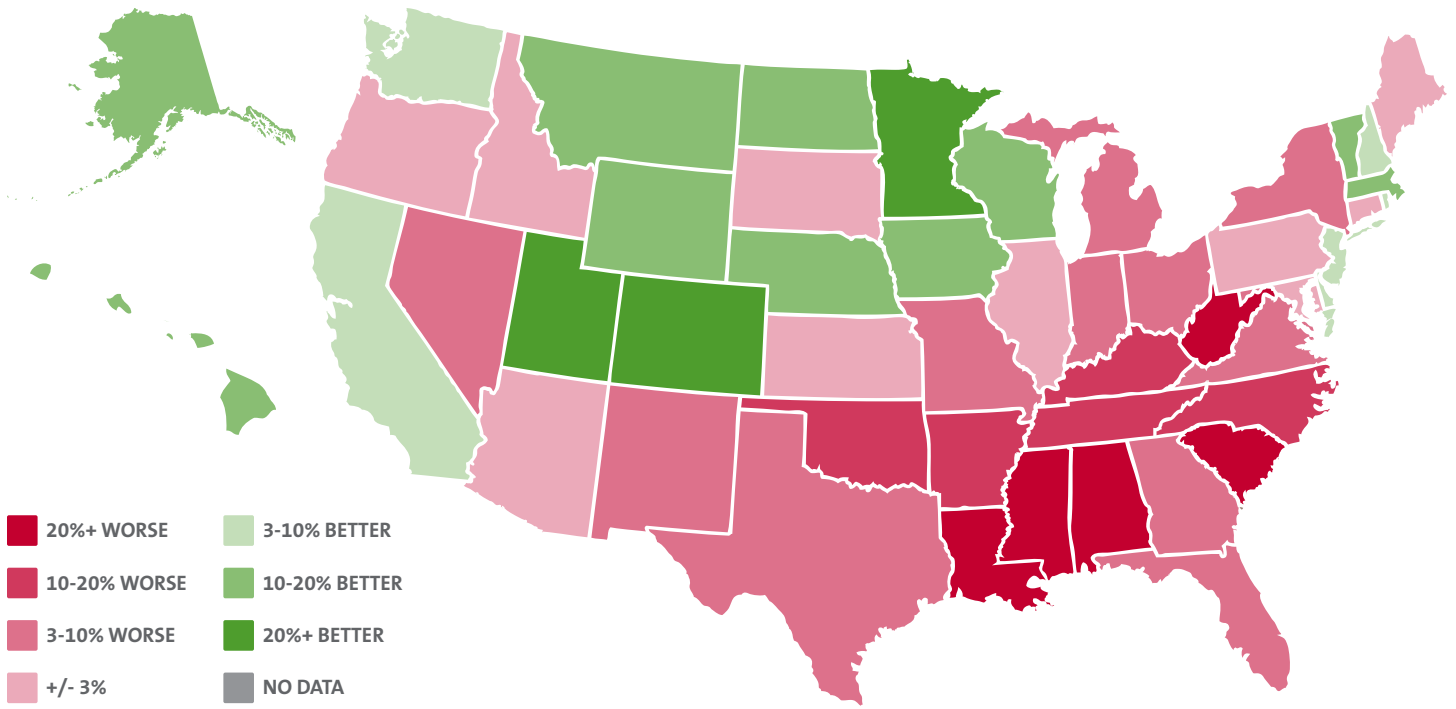 20%+ WORSE
10-20% WORSE
3-10% WORSE
+/- 3%
3-10% BETTER
10-20% BETTER
20%+ BETTER
NO DATA